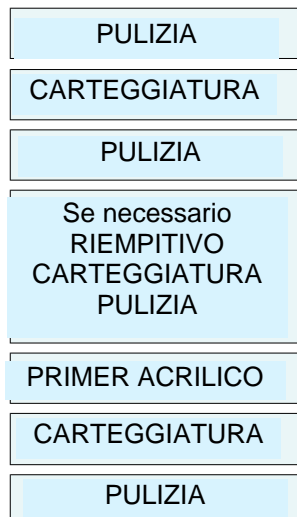 PULIZIA
CARTEGGIATURA
PULIZIA
Se necessario
RIEMPITIVO
CARTEGGIATURA
PULIZIA
PRIMER ACRILICO
CARTEGGIATURA
PULIZIA